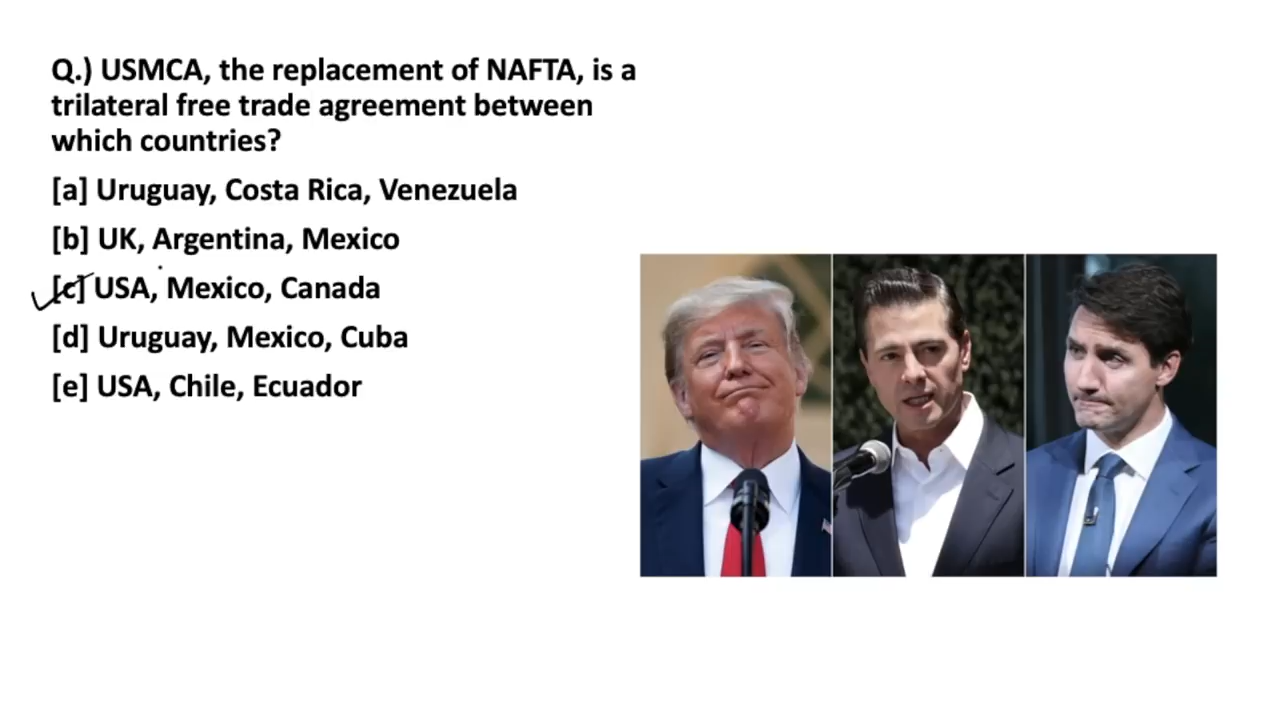 Q.) USMCA, the replacement of NAFTA, is a
trilateral free trade agreement between
which countries?
[a] Uruguay, Costa Rica, Venezuela
[b] UK, Argentina, Mexico
[c] USA, Mexico, Canada
[d] Uruguay, Mexico, Cuba
[e] USA, Chile, Ecuador